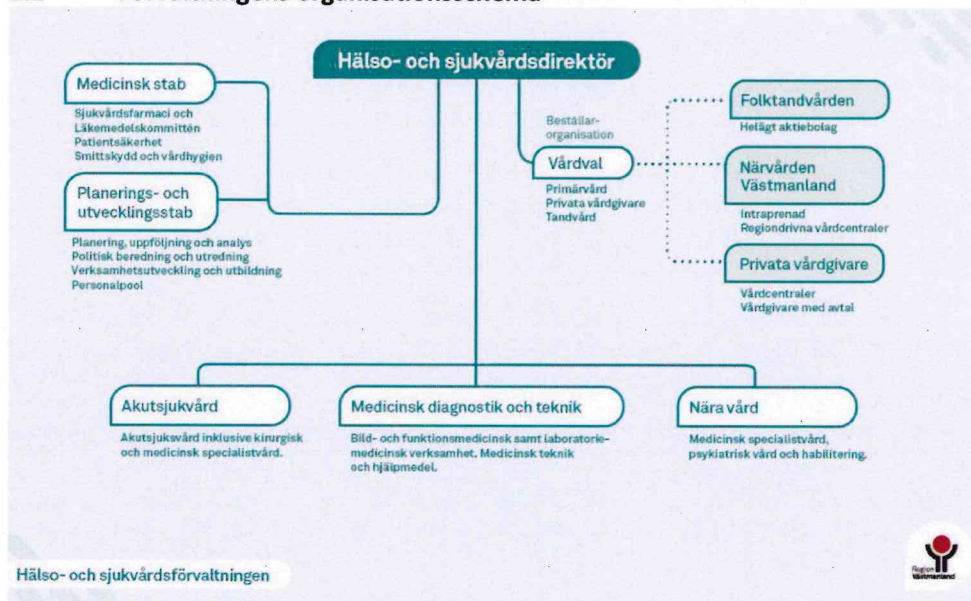 Hälso- och sjukvårdsdirektör
Medicinsk stab
Sjukvårdsfarmaci och
Läkemedelskommittén
Patientsäkerhet
Smittskydd och vårdhygien
Planerings- och
utvecklingsstab
Planering, uppföljning och analys
Politisk beredning och utredning
Verksamhetsutveckling och utbildning
Personalpool
Beställar-
organisation
Vårdval
Primärvård
Privata vårdgivare
Tandvård
Folktandvården
Helägt aktiebolag
Närvården
Västmanland
Intraprenad
Regiondrivna vårdcentraler
Privata vårdgivare
Vårdcentraler
Vårdgivare med avtal
Akutsjukvård
Akutsjuksvård inklusive kirurgisk
och medicinsk specialistvård.
Medicinsk diagnostik och teknik
Bild- och funktionsmedicinsk samt laboratorie-
medicinsk verksamhet. Medicinsk teknik
och hjälpmedel.
Nära vård
Medicinsk specialistvård,
psykiatrisk vård och habilitering.
Hälso- och sjukvårdsförvaltningen
Region
Västmanland